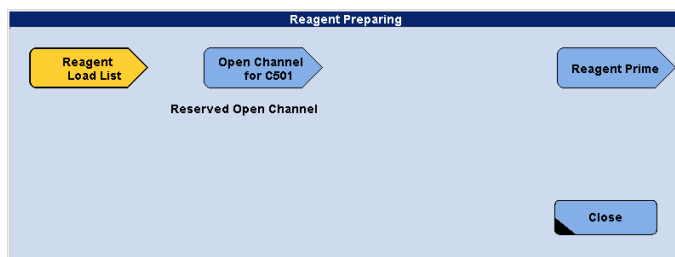 Reagent Preparing
Reagent
Load List
Open Channel
for C501
Reagent Prime
Reserved Open Channel
Close